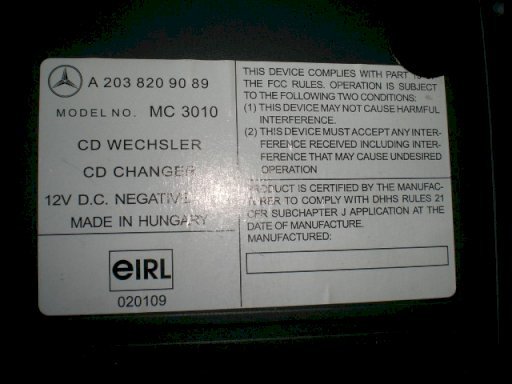 A 203 820 90 89
MODEL NO. MC 3010
CD WECHSLER
CD CHANGER
12V D.C. NEGATIVE
MADE IN HUNGARY
eIRL
020109
THIS DEVICE COMPLIES WITH PART
THE FCC RULES. OPERATION IS SUBJECT
TO THE FOLLOWING TWO CONDITIONS:
(1) THIS DEVICE MAY NOT CAUSE HARMFUL
INTERFERENCE.
(2) THIS DEVICE MUST ACCEPT ANY INTER-
FERENCE RECEIVED INCLUDING INTER-
FERENCE THAT MAY CAUSE UNDESIRED
OPERATION
PRODUCT IS CERTIFIED BY THE MANUFAC-
TURER TO COMPLY WITH DHHS RULES 21
CFR SUBCHAPTER J APPLICATION AT THE
DATE OF MANUFACTURE.
MANUFACTURED: